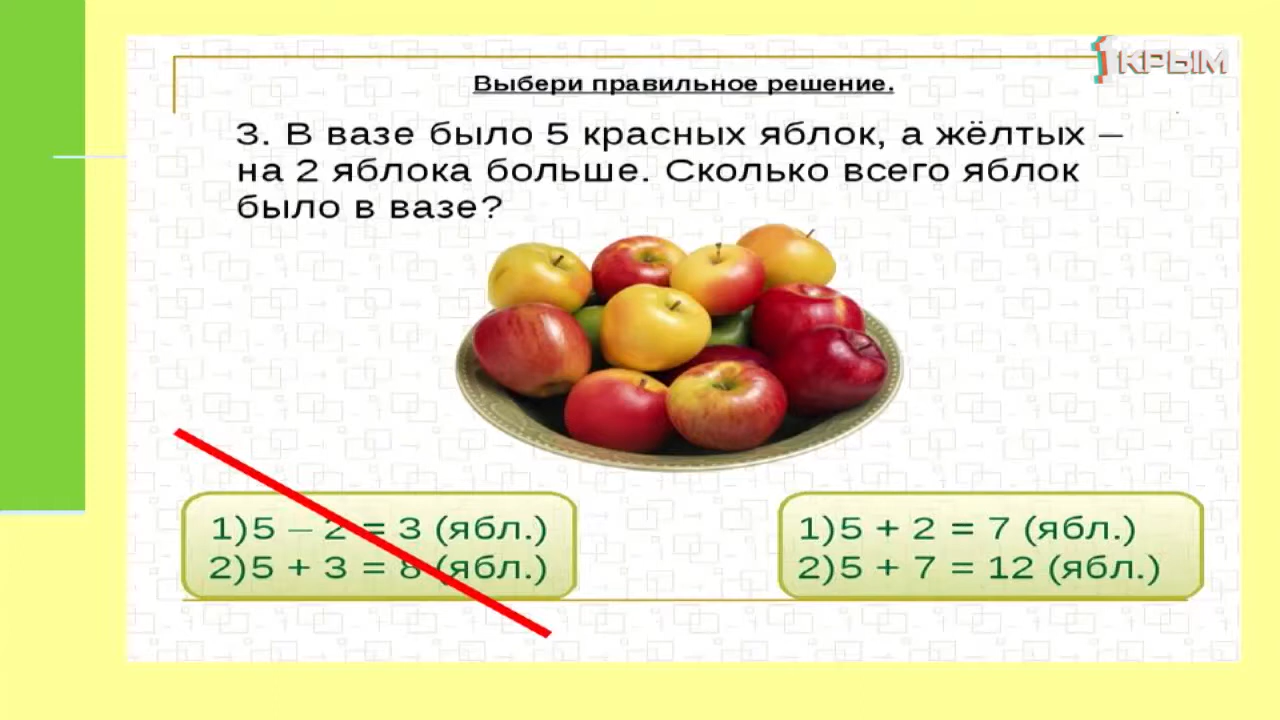 1КРЫМ
Выбери правильное решение.
3. В вазе было 5 красных яблок, а жёлтых –
на 2 яблока больше. Сколько всего яблок
было в вазе?
1)5 – 2 = 3 (ябл.)
2)5 + 3 = 8 (ябл.)
1)5 + 2 = 7 (ябл.)
2)5 + 7 = 12 (ябл.)